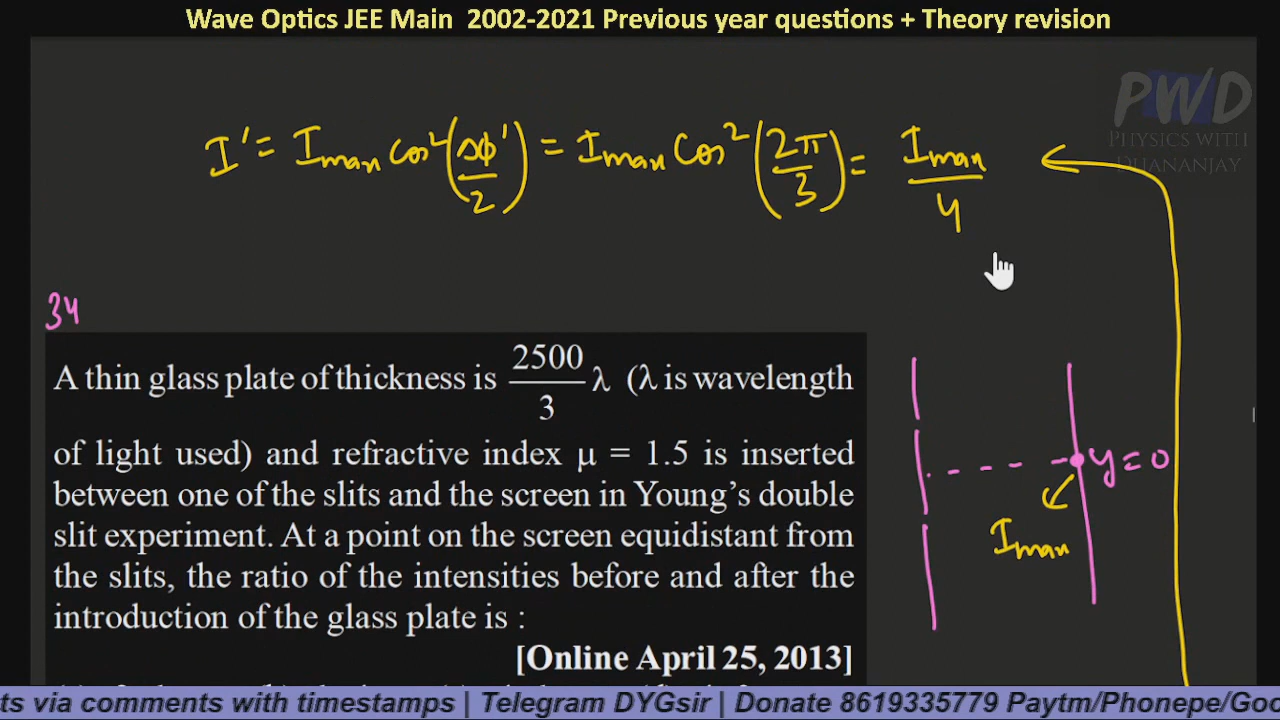 Wave Optics JEE Main 2002-2021 Previous year questions + Theory revision
PWD
PHYSICS WITH
DHANANJAY
I' = Imax cos²(Δφ'/2) = Imax Cos²(2π/3) = Imax/4
34
A thin glass plate of thickness is 2500/3 λ (λ is wavelength
of light used) and refractive index μ = 1.5 is inserted
between one of the slits and the screen in Young's double
slit experiment. At a point on the screen equidistant from
the slits, the ratio of the intensities before and after the
introduction of the glass plate is :
[Online April 25, 2013]
y=0
Imax
ts via comments with timestamps | Telegram DYGsir | Donate 8619335779 Paytm/Phonepe/Goo